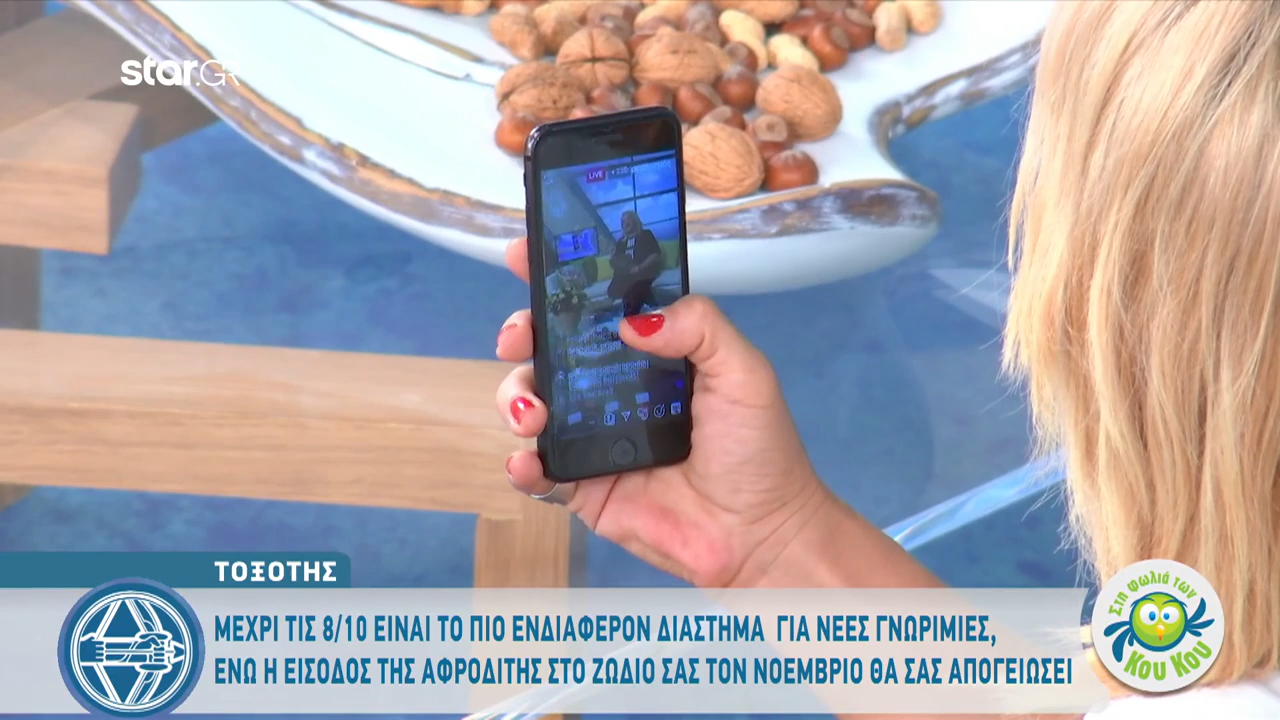 star.GR
LIVE
ΤΟΞΟΤΗΣ
ΜΕΧΡΙ ΤΙΣ 8/10 ΕΙΝΑΙ ΤΟ ΠΙΟ ΕΝΔΙΑΦΕΡΟΝ ΔΙΑΣΤΗΜΑ ΓΙΑ ΝΕΕΣ ΓΝΩΡΙΜΙΕΣ,
ΕΝΩ Η ΕΙΣΟΔΟΣ ΤΗΣ ΑΦΡΟΔΙΤΗΣ ΣΤΟ ΖΩΔΙΟ ΣΑΣ ΤΟΝ ΝΟΕΜΒΡΙΟ ΘΑ ΣΑΣ ΑΠΟΓΕΙΩΣΕΙ
Στη φωλιά των
Κου Κου